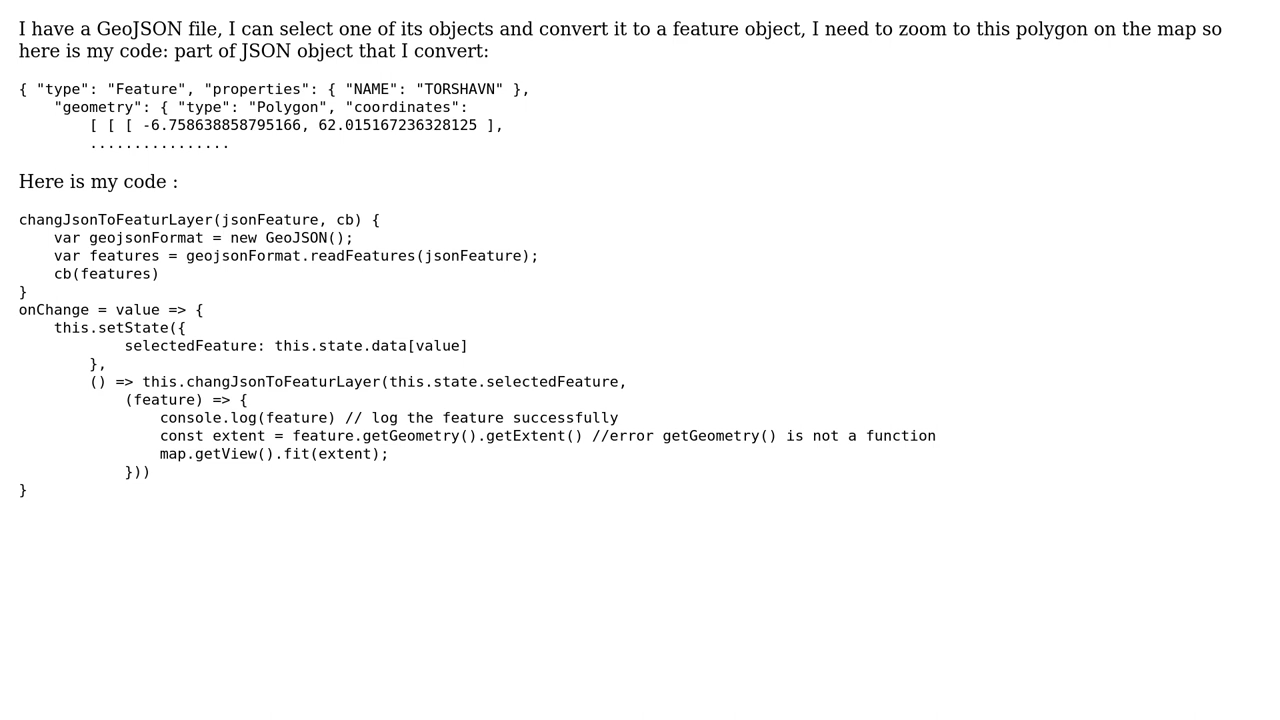 I have a GeoJSON file, I can select one of its objects and convert it to a feature object, I need to zoom to this polygon on the map so
here is my code: part of JSON object that I convert:
{ "type": "Feature", "properties": { "NAME": "TORSHAVN" },
    "geometry": { "type": "Polygon", "coordinates":
        [ [ [ -6.758638858795166, 62.015167236328125 ],
        ................
Here is my code :
changJsonToFeaturLayer(jsonFeature, cb) {
    var geojsonFormat = new GeoJSON();
    var features = geojsonFormat.readFeatures(jsonFeature);
    cb(features)
}
onChange = value => {
    this.setState({
            selectedFeature: this.state.data[value]
        },
        () => this.changJsonToFeaturLayer(this.state.selectedFeature,
            (feature) => {
                console.log(feature) // log the feature successfully
                const extent = feature.getGeometry().getExtent() //error getGeometry() is not a function
                map.getView().fit(extent);
            }))
}